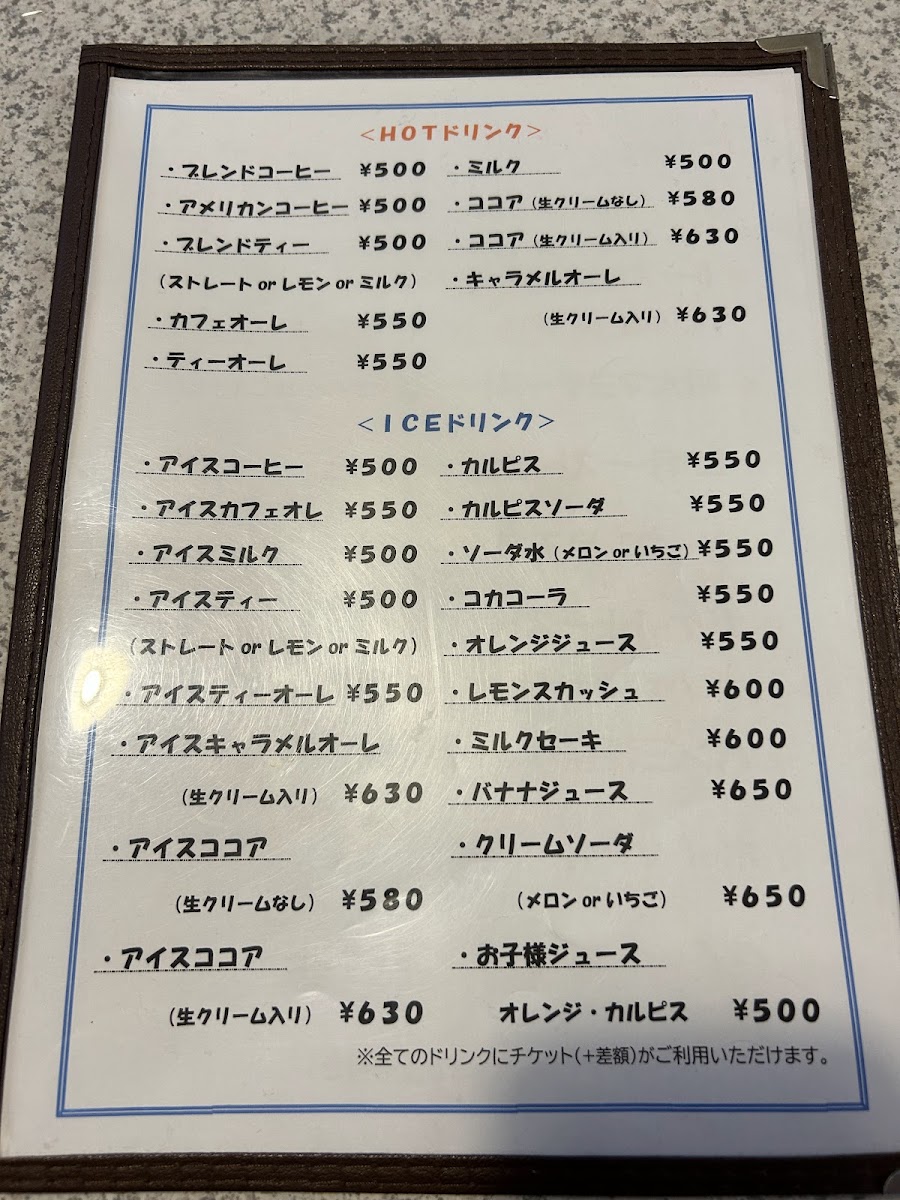 ＜HOTドリンク＞
・ブレンドコーヒー ¥500
・アメリカンコーヒー ¥500
・ブレンドティー ¥500
（ストレート or レモン or ミルク）
・カフェオーレ ¥550
・ティーオーレ ¥550
・ミルク ¥500
・ココア（生クリームなし） ¥580
・ココア（生クリーム入り） ¥630
・キャラメルオーレ
（生クリーム入り） ¥630
＜ICEドリンク＞
・アイスコーヒー ¥500
・アイスカフェオレ ¥550
・アイスミルク ¥500
・アイスティー ¥500
（ストレート or レモン or ミルク）
・アイスティーオーレ ¥550
・アイスキャラメルオーレ
（生クリーム入り） ¥630
・アイスココア
（生クリームなし） ¥580
・アイスココア
（生クリーム入り） ¥630
・カルピス ¥550
・カルピスソーダ ¥550
・ソーダ水（メロン or いちご） ¥550
・コカコーラ ¥550
・オレンジジュース ¥550
・レモンスカッシュ ¥600
・ミルクセーキ ¥600
・バナナジュース ¥650
・クリームソーダ
（メロン or いちご） ¥650
・お子様ジュース
オレンジ・カルピス ¥500
※全てのドリンクにチケット（＋差額）がご利用いただけます。